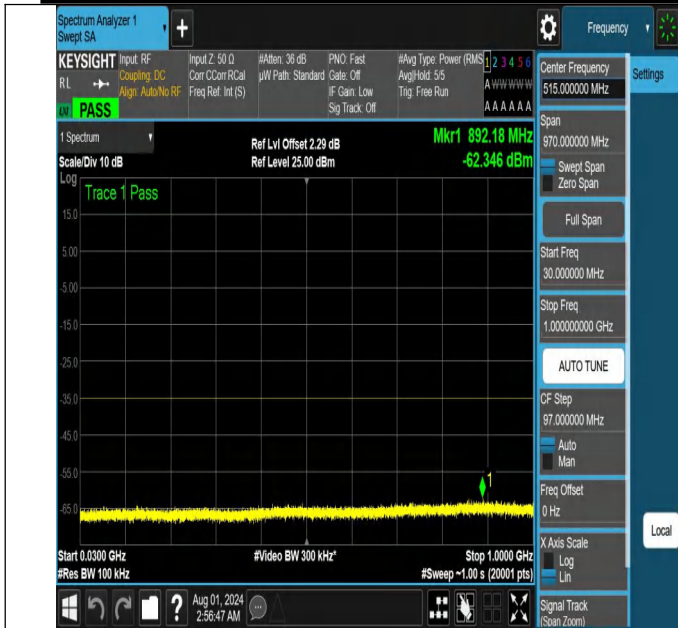 Spectrum Analyzer 1
Swept SA
+
Frequency
KEYSIGHT
RL
PASS
Input: RF
Coupling: DC
Align: Auto/No RF
Input Z: 50 Ω
Corr CCorr RCal
Freq Ref: Int (S)
#Atten: 36 dB
µW Path: Standard
PNO: Fast
Gate: Off
IF Gain: Low
Sig Track: Off
#Avg Type: Power (RMS
Avg|Hold: 5/5
Trig: Free Run
1 2 3 4 5 6
A W W W W W
A A A A A A
1 Spectrum
Scale/Div 10 dB
Ref Lvl Offset 2.29 dB
Ref Level 25.00 dBm
Mkr1 892.18 MHz
-62.346 dBm
Log
Trace 1 Pass
15.0
5.00
-5.00
-15.0
-25.0
-35.0
-45.0
-55.0
-65.0
1
Start 0.0300 GHz
#Res BW 100 kHz
#Video BW 300 kHz*
Stop 1.0000 GHz
#Sweep ~1.00 s (20001 pts)
?
Aug 01, 2024
2:56:47 AM
Center Frequency
515.000000 MHz
Span
970.000000 MHz
Swept Span
Zero Span
Full Span
Start Freq
30.000000 MHz
Stop Freq
1.000000000 GHz
AUTO TUNE
CF Step
97.000000 MHz
Auto
Man
Freq Offset
0 Hz
X Axis Scale
Log
Lin
Signal Track
(Span Zoom)
Settings
Local